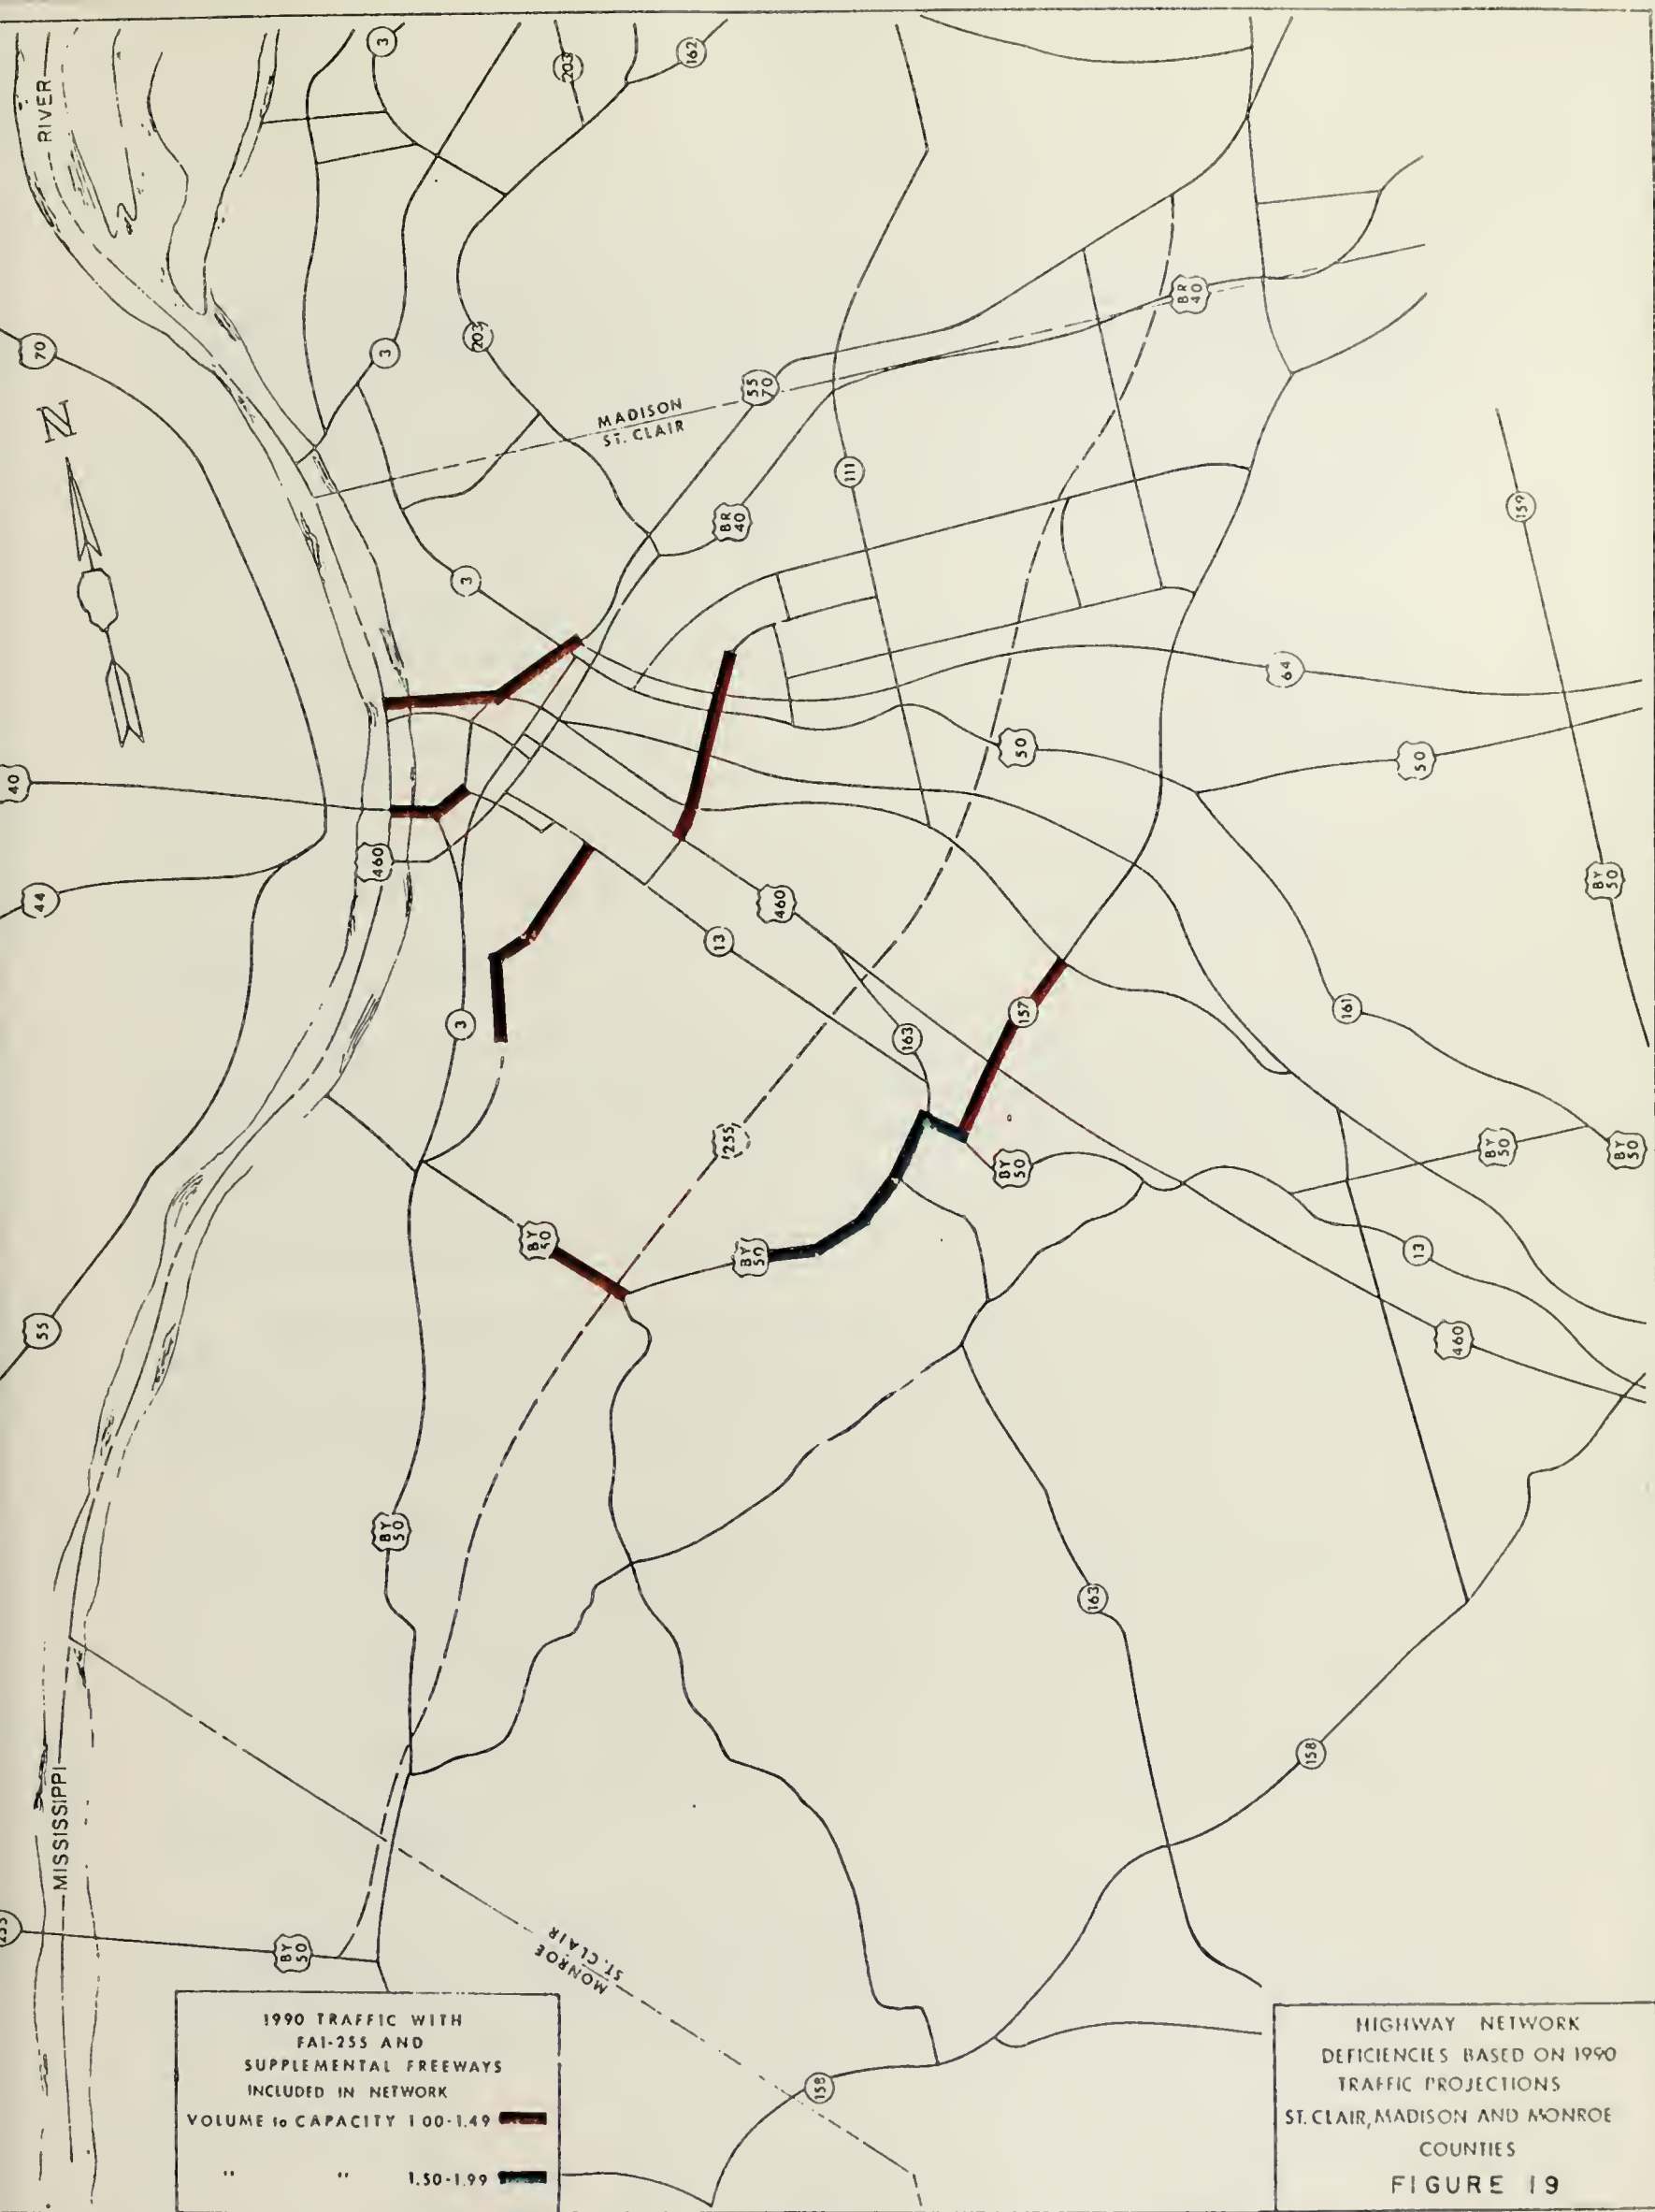 RIVER
3
203
162
70
N
3
203
BR
40
55
70
MADISON
ST. CLAIR
111
BR
40
159
3
64
40
50
50
460
44
460
BY
50
13
157
161
3
163
255
BY
50
BY
50
BY
50
BY
50
BY
50
13
55
460
BY
50
163
158
MISSISSIPPI
BY
50
MONROE
ST. CLAIR
158
1990 TRAFFIC WITH
FAI-255 AND
SUPPLEMENTAL FREEWAYS
INCLUDED IN NETWORK
VOLUME to CAPACITY 1.00-1.49
" " 1.50-1.99
HIGHWAY NETWORK
DEFICIENCIES BASED ON 1990
TRAFFIC PROJECTIONS
ST. CLAIR, MADISON AND MONROE
COUNTIES
FIGURE 19